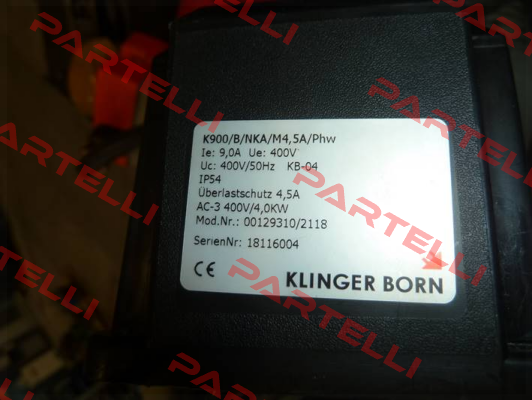 PARTELLI
PARTELLI
K900/B/NKA/M4,5A/Phw
Ie: 9,0A Ue: 400V
Uc: 400V/50Hz KB-04
IP54
Überlastschutz 4,5A
AC-3 400V/4,0KW
Mod.Nr.: 00129310/2118
SerienNr: 18116004
CE KLINGER BORN
PARTELLI
PARTELLI
PARTELLI